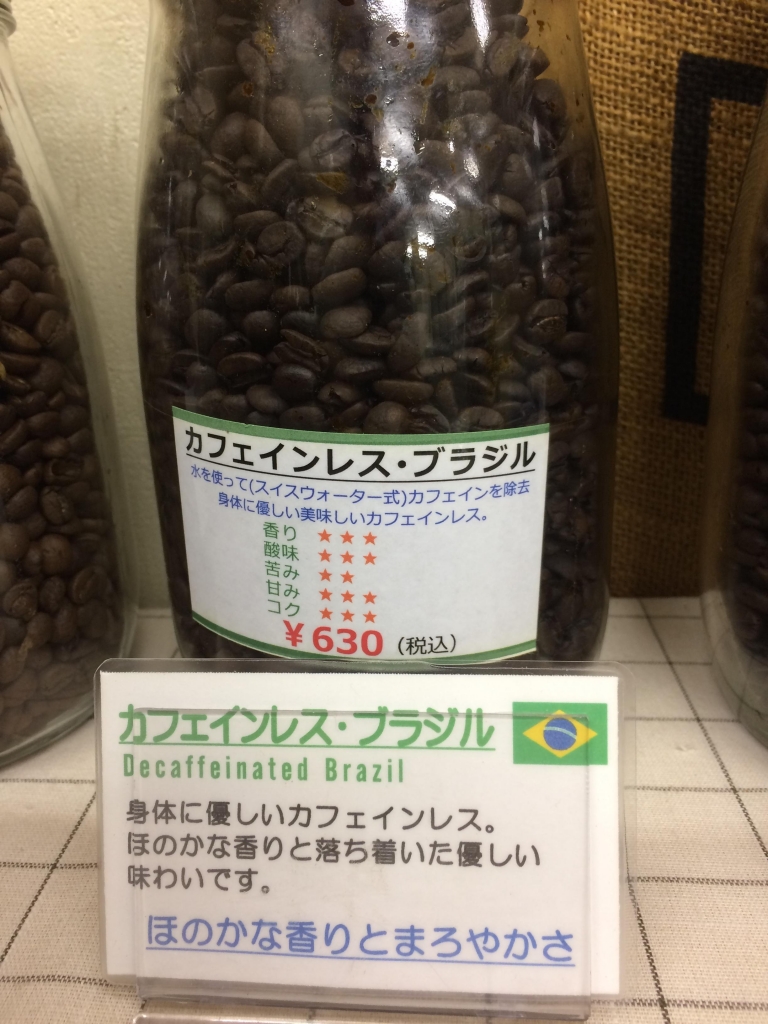 カフェインレス・ブラジル
水を使って(スイスウォーター式)カフェインを除去
身体に優しい美味しいカフェインレス。
香り ★★★
酸味 ★★★
苦み ★★
甘み ★★★
コク ★★★
¥630 (税込)
カフェインレス・ブラジル
Decaffeinated Brazil
身体に優しいカフェインレス。
ほのかな香りと落ち着いた優しい
味わいです。
ほのかな香りとまろやかさ